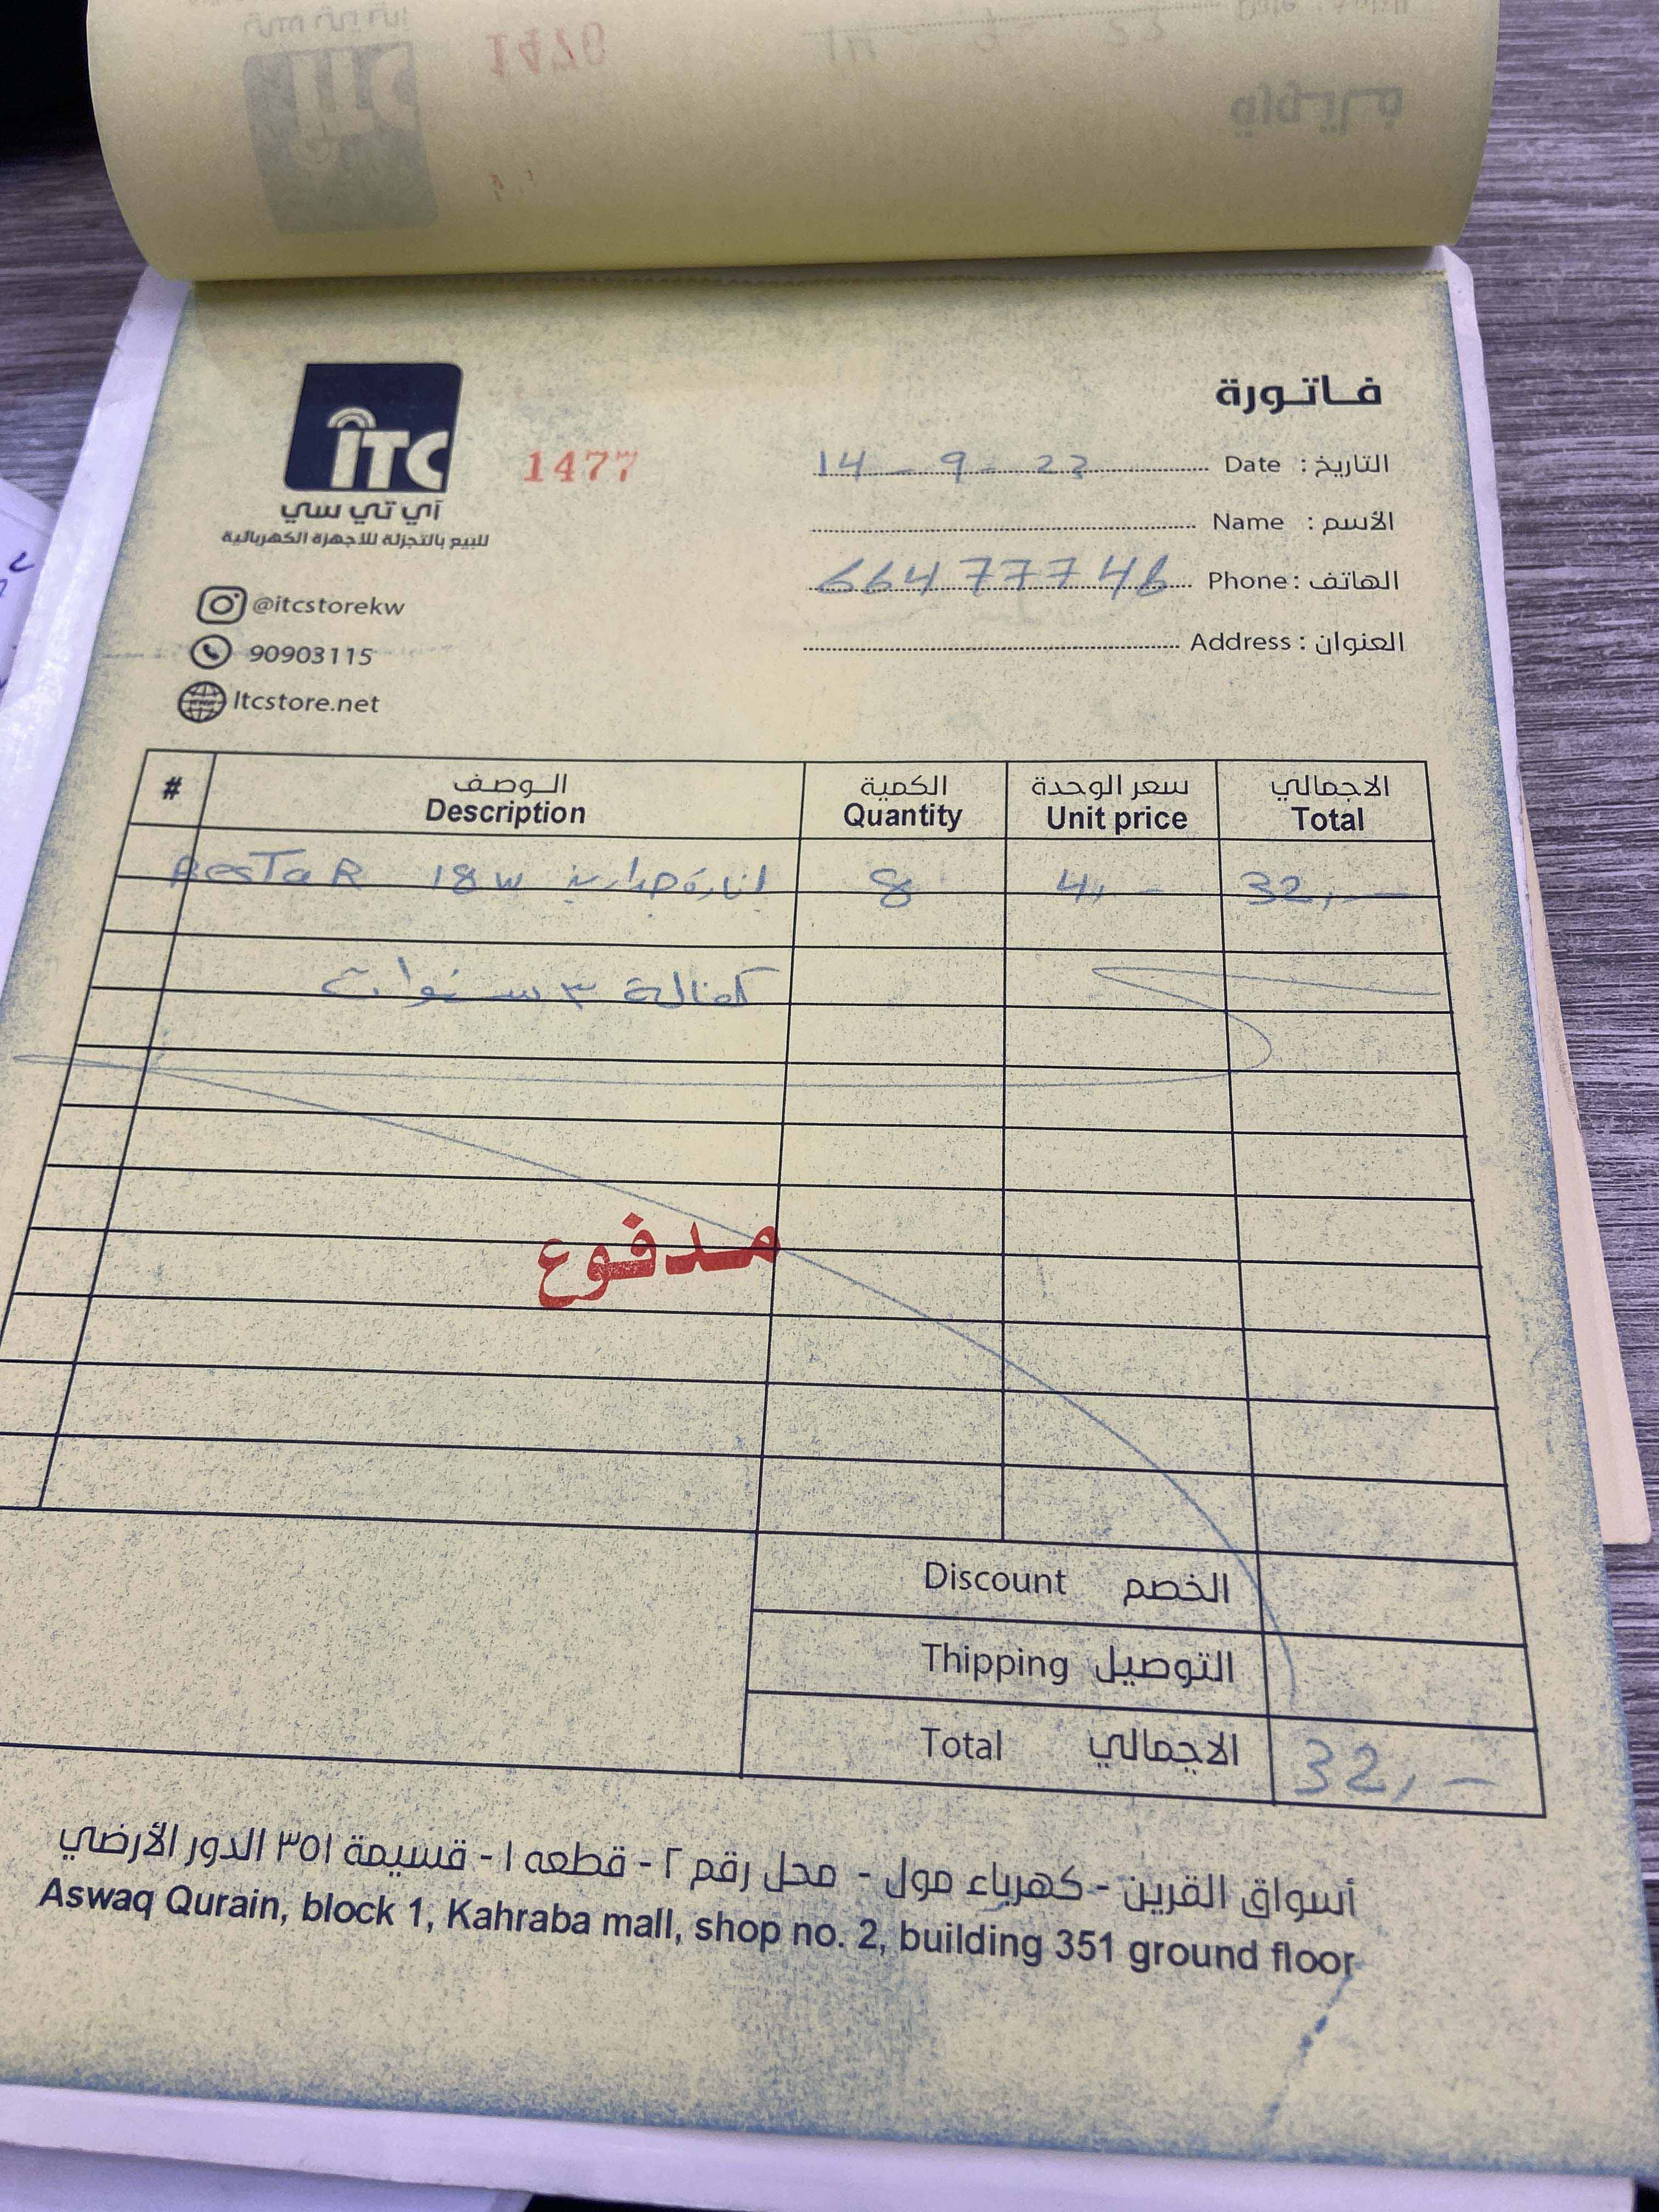 1476
فاتورة
ITC
آي تي سي
للبيع بالتجزئة للأجهزة الكهربائية
1477
@itcstorekw
90903115
Itcstore.net
فاتورة
التاريخ : Date 14 - 9 - 23
الأسم : Name
الهاتف : Phone 66477746
العنوان : Address
# الوصف الكمية سعر الوحدة الاجمالي
Description Quantity Unit price Total
ResTaR 18w انارة جدارية 8 4,- 32,-
كفالة ٣ سنوات
مدفوع
Discount الخصم
Thipping التوصيل
Total الاجمالي 32,-
أسواق القرين - كهرباء مول - محل رقم ٢ - قطعه ١ - قسيمة ٣٥١ الدور الأرضي
Aswaq Qurain, block 1, Kahraba mall, shop no. 2, building 351 ground floor